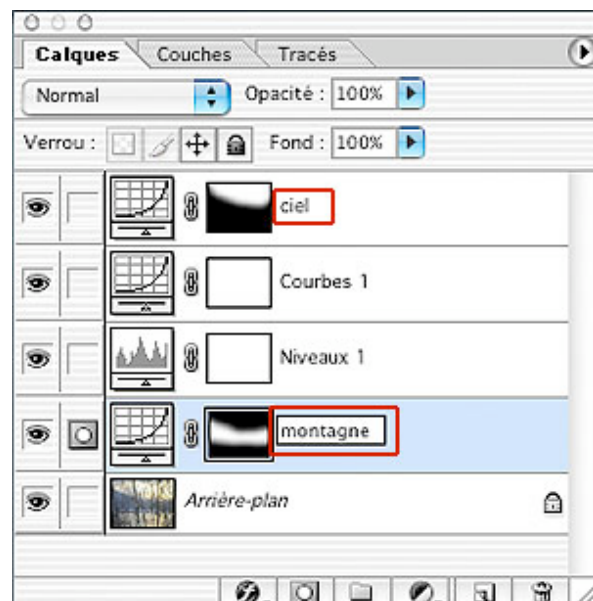 Calques Couches Tracés
Normal Opacité : 100%
Verrou : Fond : 100%
ciel
Courbes 1
Niveaux 1
montagne
Arrière-plan